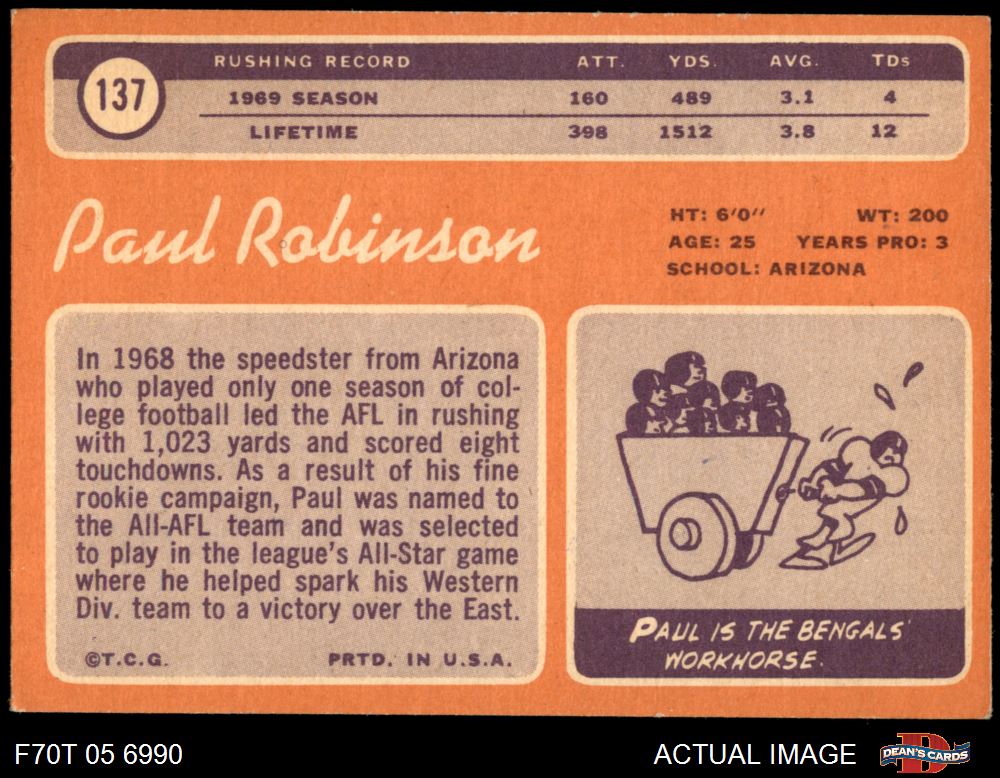 137
RUSHING RECORD ATT. YDS. AVG. TDs
1969 SEASON 160 489 3.1 4
LIFETIME 398 1512 3.8 12
Paul Robinson
HT: 6'0" WT: 200
AGE: 25 YEARS PRO: 3
SCHOOL: ARIZONA
In 1968 the speedster from Arizona
who played only one season of col-
lege football led the AFL in rushing
with 1,023 yards and scored eight
touchdowns. As a result of his fine
rookie campaign, Paul was named to
the All-AFL team and was selected
to play in the league's All-Star game
where he helped spark his Western
Div. team to a victory over the East.
©T.C.G. PRTD. IN U.S.A.
PAUL IS THE BENGALS'
WORKHORSE.
F70T 05 6990
ACTUAL IMAGE
DEAN'S CARDS